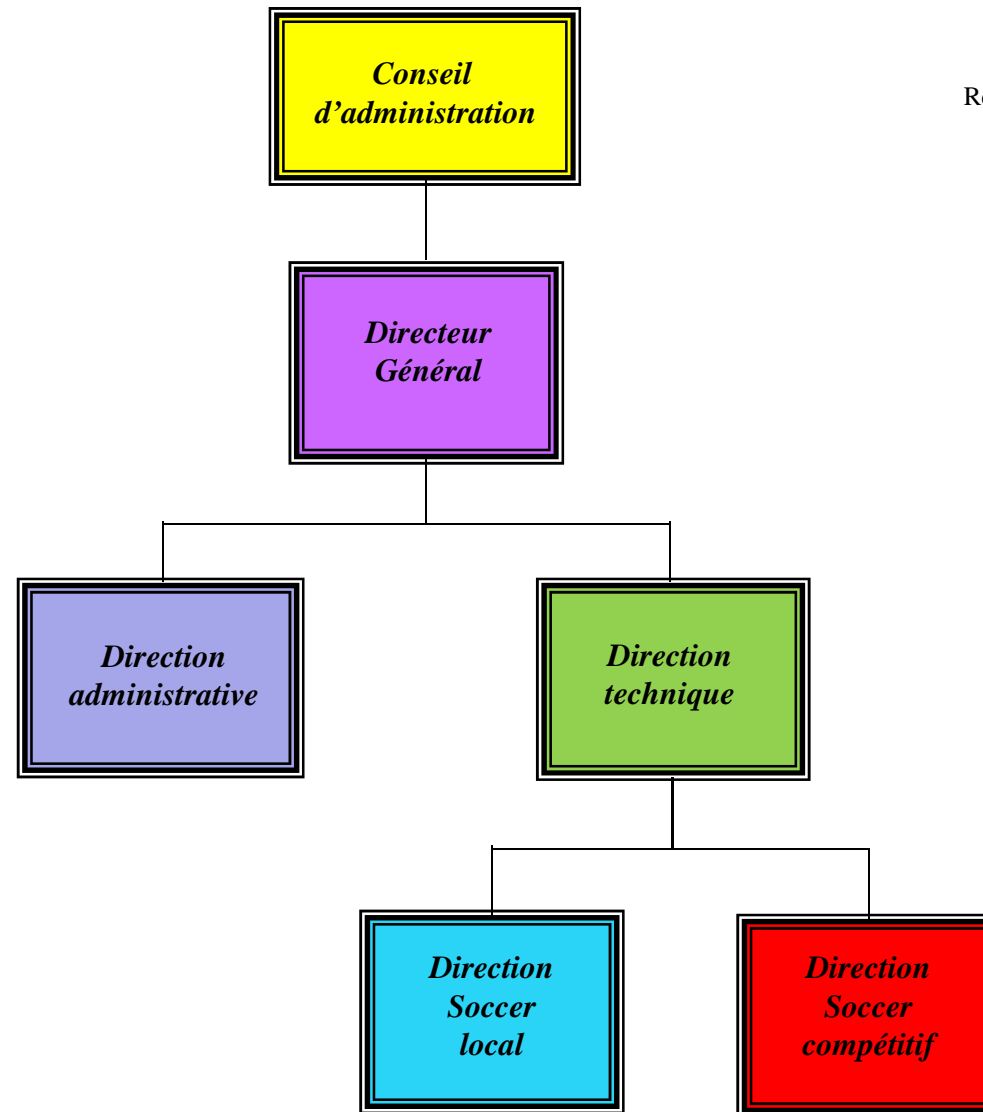 Conseil
d'administration
Directeur
Général
Direction
administrative
Direction
technique
Direction
Soccer
local
Direction
Soccer
compétitif